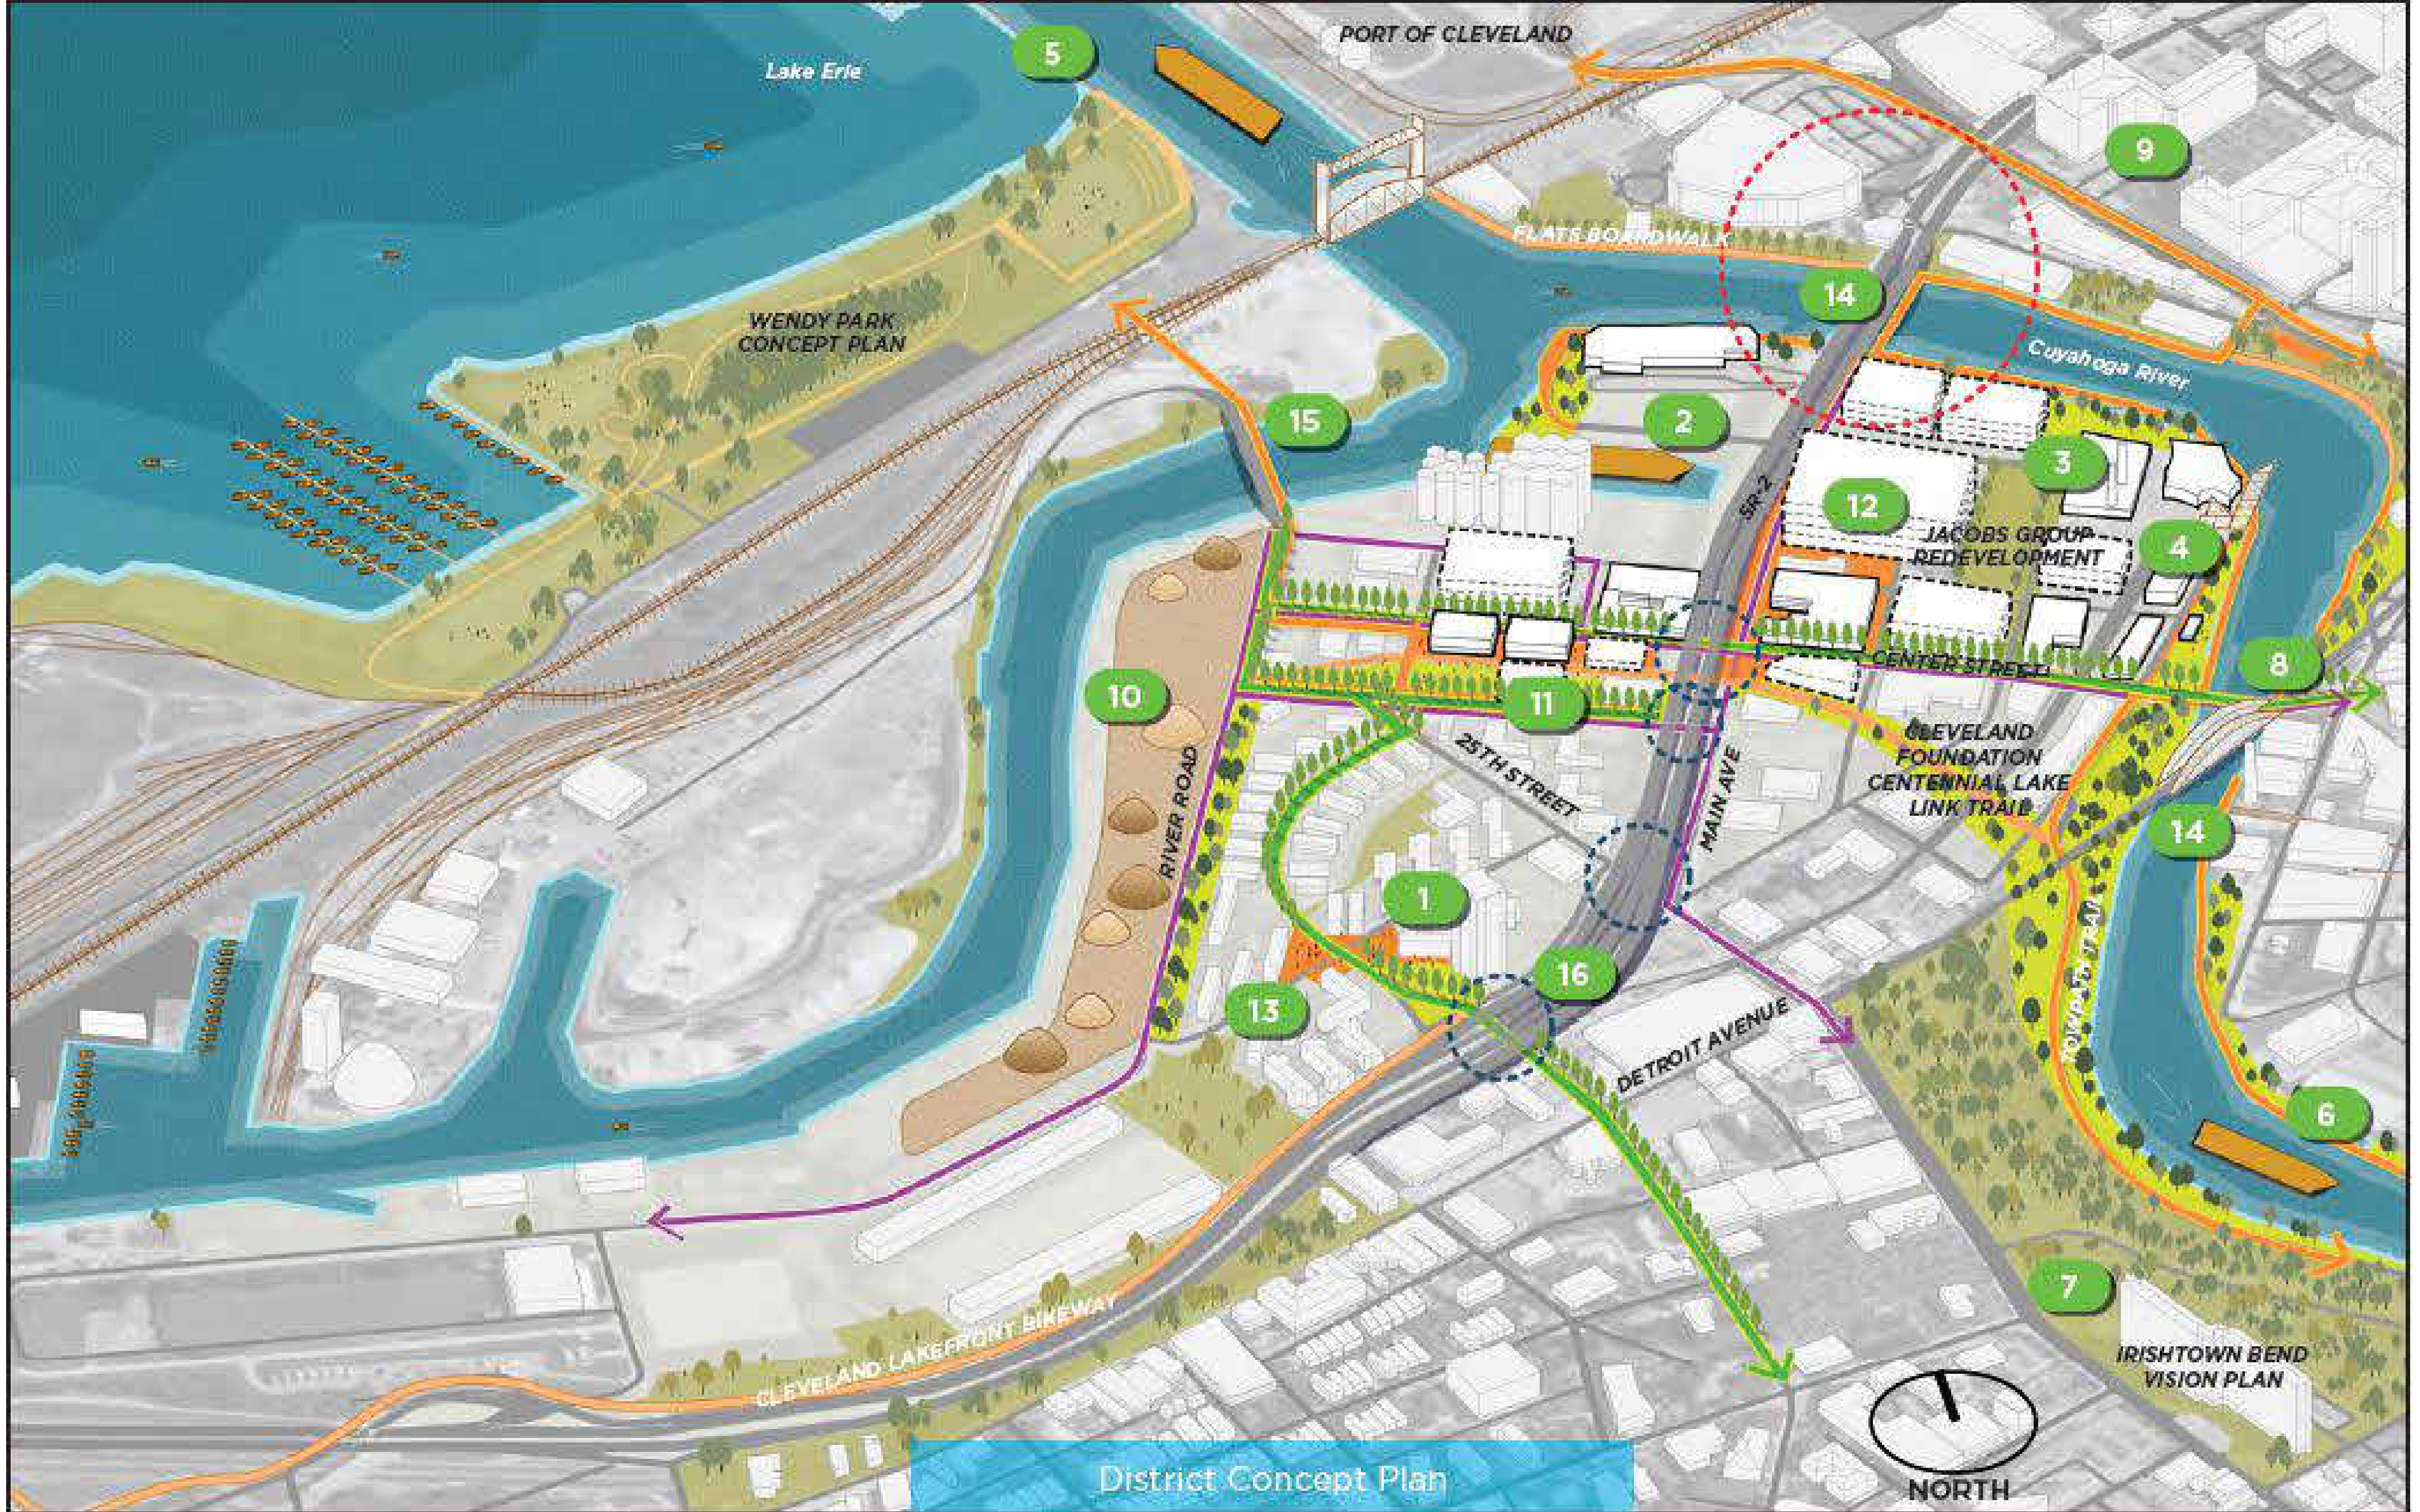 PORT OF CLEVELAND
5
Lake Erie
9
FLATS BOARDWALK
14
WENDY PARK
CONCEPT PLAN
Cuyahoga River
15
2
3
SR-2
12
JACOBS GROUP
REDEVELOPMENT
4
CENTER STREET
8
10
11
25TH STREET
CLEVELAND
FOUNDATION
CENTENNIAL LAKE
LINK TRAIL
MAIN AVE
RIVER ROAD
14
1
16
13
TOWPATH TRAIL
DETROIT AVENUE
6
7
CLEVELAND LAKEFRONT BIKEWAY
IRISHTOWN BEND
VISION PLAN
District Concept Plan
NORTH